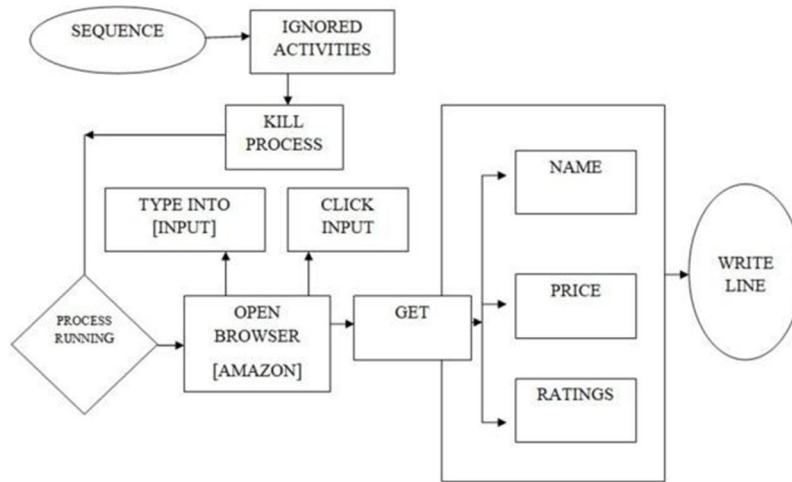 SEQUENCE
IGNORED
ACTIVITIES
KILL
PROCESS
TYPE INTO
[INPUT]
CLICK
INPUT
PROCESS
RUNNING
OPEN
BROWSER
[AMAZON]
GET
NAME
PRICE
RATINGS
WRITE
LINE